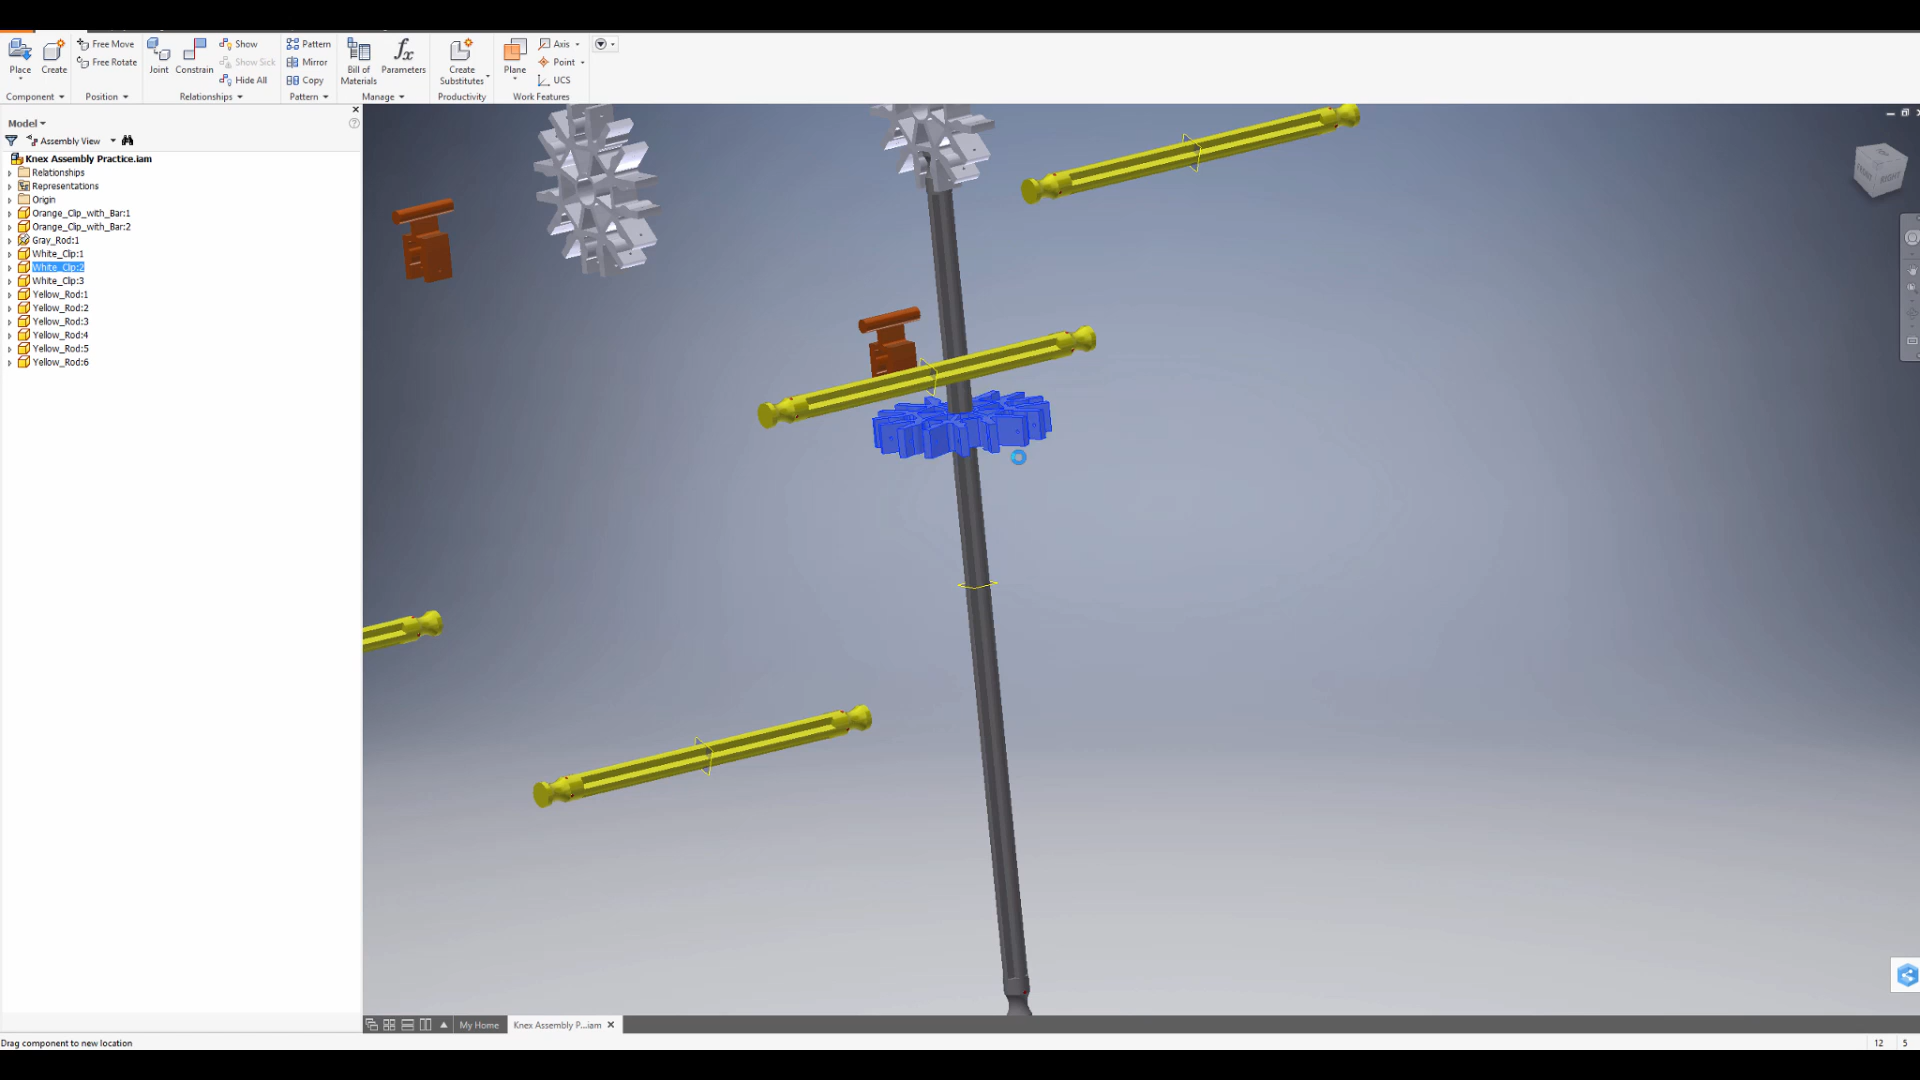 Free Move
Free Rotate
Place
Create
Component
Position
Joint
Constrain
Show
Show Sick
Hide All
Relationships
Pattern
Mirror
Copy
Pattern
Bill of
Materials
Parameters
Manage
Create
Substitutes
Productivity
Plane
Axis
Point
UCS
Work Features
Model
Assembly View
Knex Assembly Practice.iam
Relationships
Representations
Origin
Orange_Clip_with_Bar:1
Orange_Clip_with_Bar:2
Gray_Rod:1
White_Clip:1
White_Clip:2
White_Clip:3
Yellow_Rod:1
Yellow_Rod:2
Yellow_Rod:3
Yellow_Rod:4
Yellow_Rod:5
Yellow_Rod:6
RIGHT
My Home
Knex Assembly P...iam
Drag component to new location
12 5